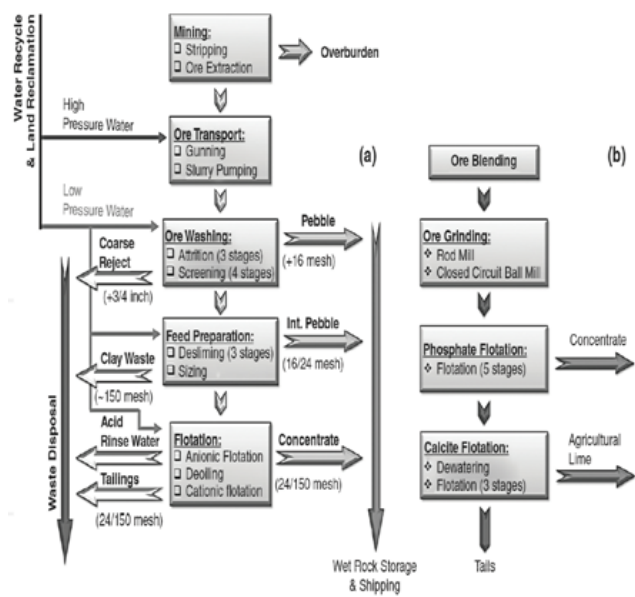 Water Recycle
& Land Reclamation
Mining:
❑ Stripping
❑ Ore Extraction
Overburden
High
Pressure Water
Ore Transport:
❑ Gunning
❑ Slurry Pumping
(a)
Low
Pressure Water
Ore Washing:
❑ Attrition (3 stages)
❑ Screening (4 stages)
Pebble
(+16 mesh)
Coarse
Reject
(+3/4 inch)
Feed Preparation:
❑ Desliming (3 stages)
❑ Sizing
Int. Pebble
(16/24 mesh)
Clay Waste
(~150 mesh)
Acid
Rinse Water
Flotation:
❑ Anionic Flotation
❑ Deoiling
❑ Cationic flotation
Concentrate
(24/150 mesh)
Tailings
(24/150 mesh)
Waste Disposal
Wet Rock Storage
& Shipping
(b)
Ore Blending
Ore Grinding:
❖ Rod Mill
❖ Closed Circuit Ball Mill
Phosphate Flotation:
❖ Flotation (5 stages)
Concentrate
Calcite Flotation:
❖ Dewatering
❖ Flotation (3 stages)
Agricultural
Lime
Tails